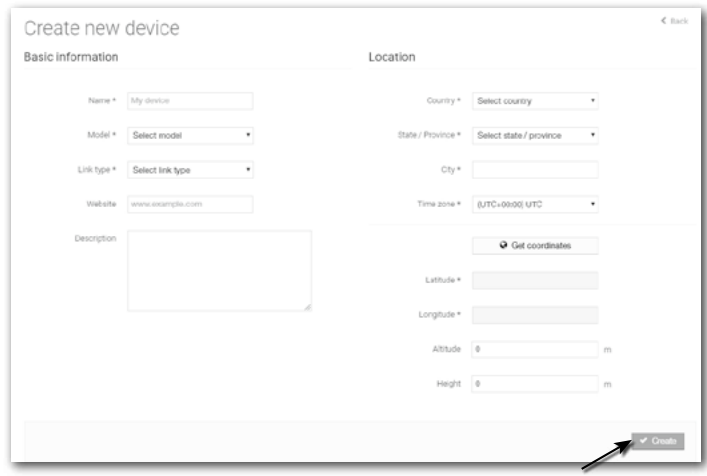 Create new device
Back
Basic information
Name *
My device
Model *
Select model
Link type *
Select link type
Website
www.example.com
Description
Location
Country *
Select country
State / Province *
Select state / province
City *
Time zone *
(UTC+00:00) UTC
Get coordinates
Latitude *
Longitude *
Altitude
0
m
Height
0
m
Create